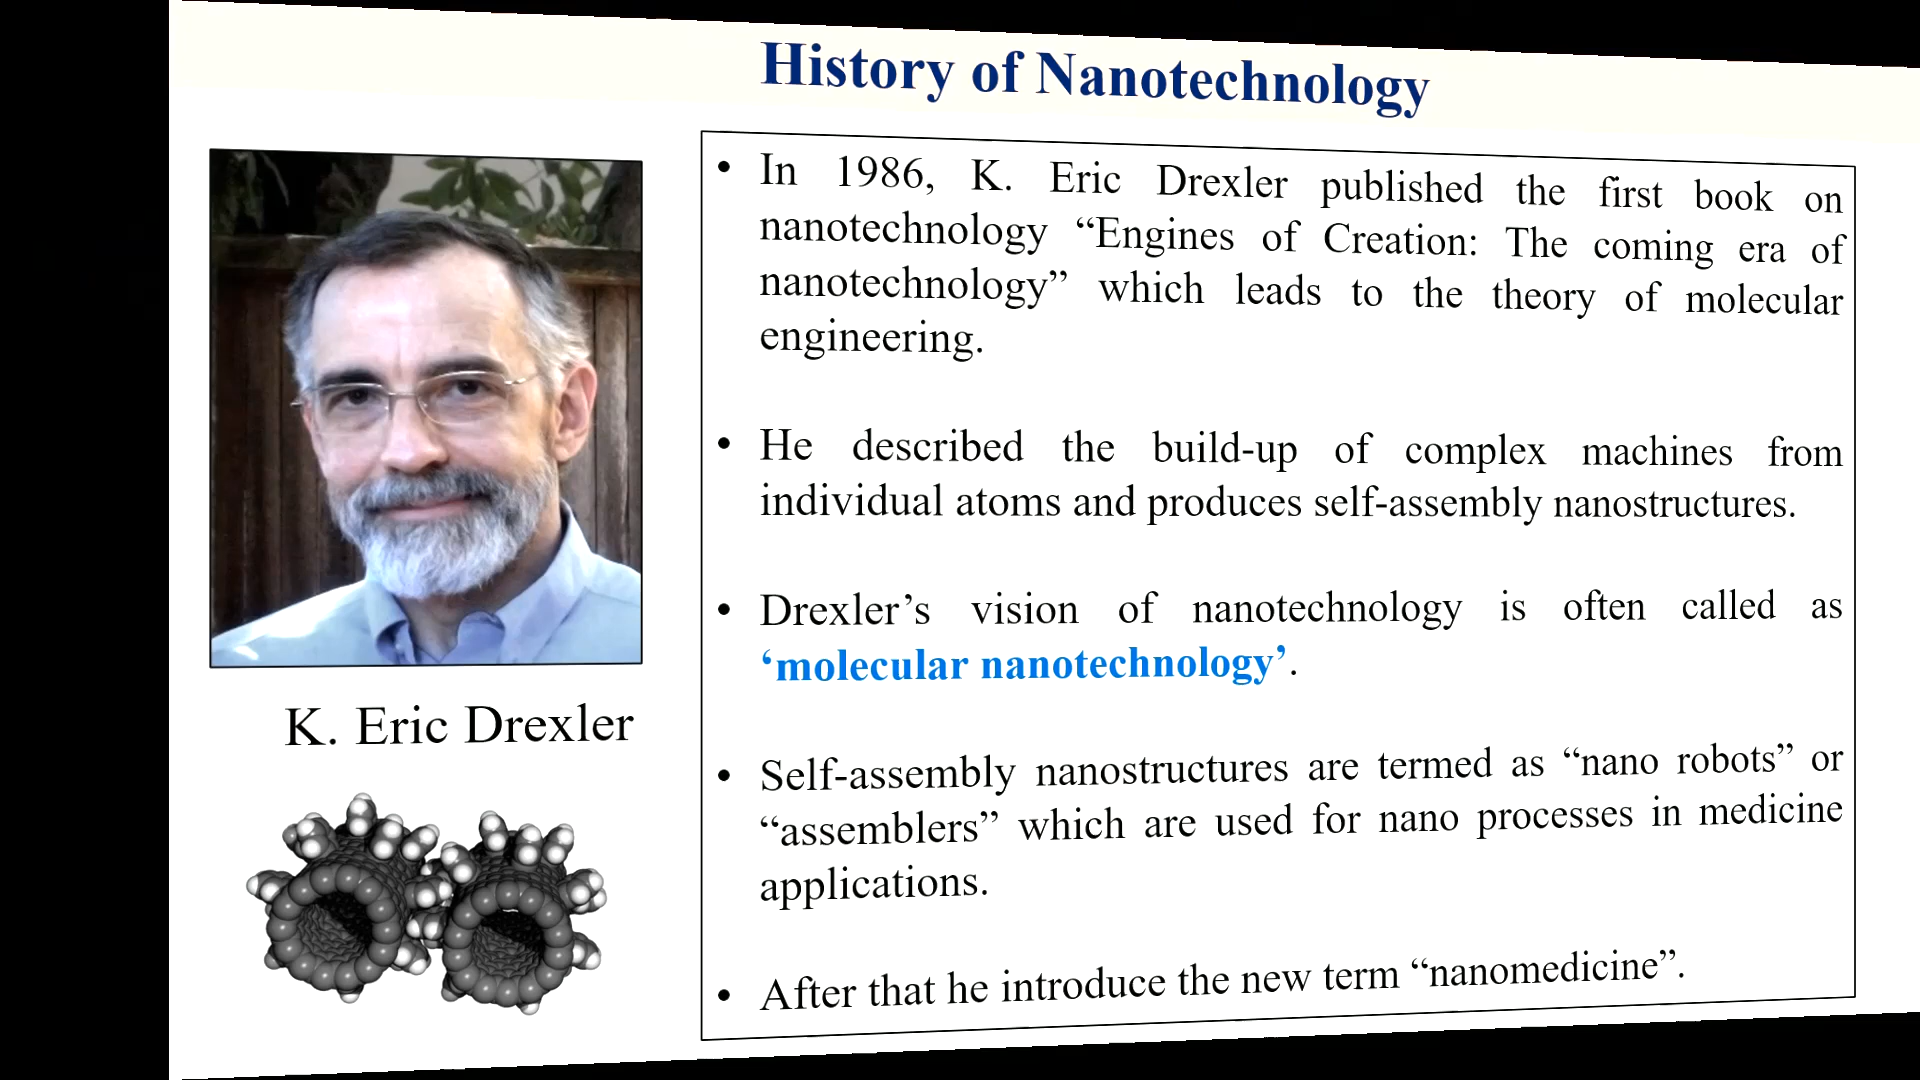 History of Nanotechnology
• In 1986, K. Eric Drexler published the first book on
nanotechnology “Engines of Creation: The coming era of
nanotechnology” which leads to the theory of molecular
engineering.
• He described the build-up of complex machines from
individual atoms and produces self-assembly nanostructures.
• Drexler’s vision of nanotechnology is often called as
‘molecular nanotechnology’.
• Self-assembly nanostructures are termed as “nano robots” or
“assemblers” which are used for nano processes in medicine
applications.
• After that he introduce the new term “nanomedicine”.
K. Eric Drexler